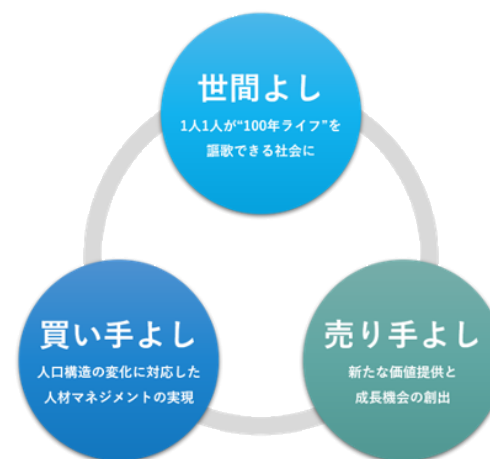 世間よし
1人1人が“100年ライフ”を
謳歌できる社会に
買い手よし
人口構造の変化に対応した
人材マネジメントの実現
売り手よし
新たな価値提供と
成長機会の創出